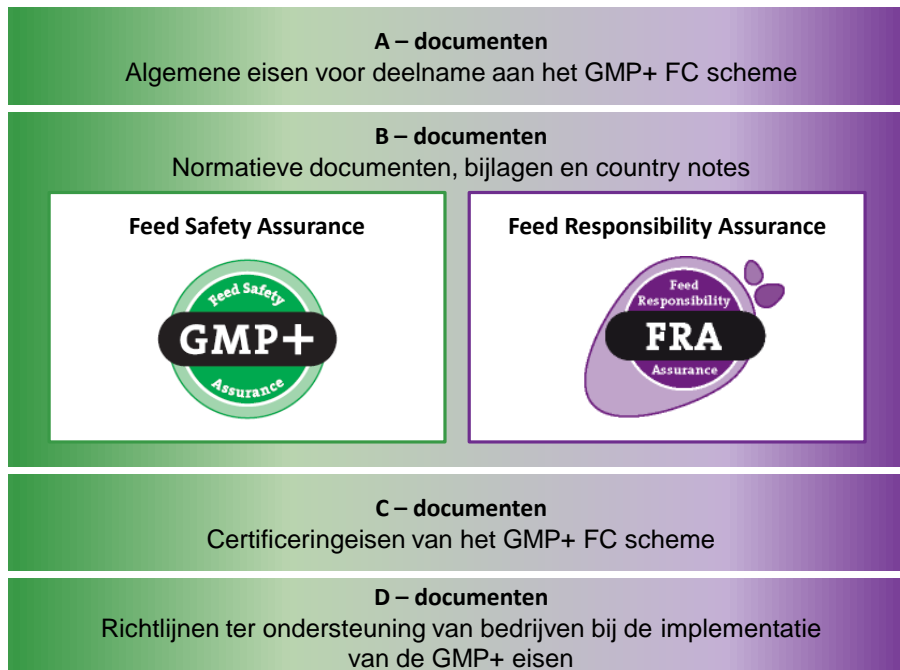 A – documenten
Algemene eisen voor deelname aan het GMP+ FC scheme
B – documenten
Normatieve documenten, bijlagen en country notes
Feed Safety Assurance
Feed Safety
GMP+
Assurance
Feed Responsibility Assurance
Feed
Responsibility
FRA
Assurance
C – documenten
Certificeringeisen van het GMP+ FC scheme
D – documenten
Richtlijnen ter ondersteuning van bedrijven bij de implementatie
van de GMP+ eisen